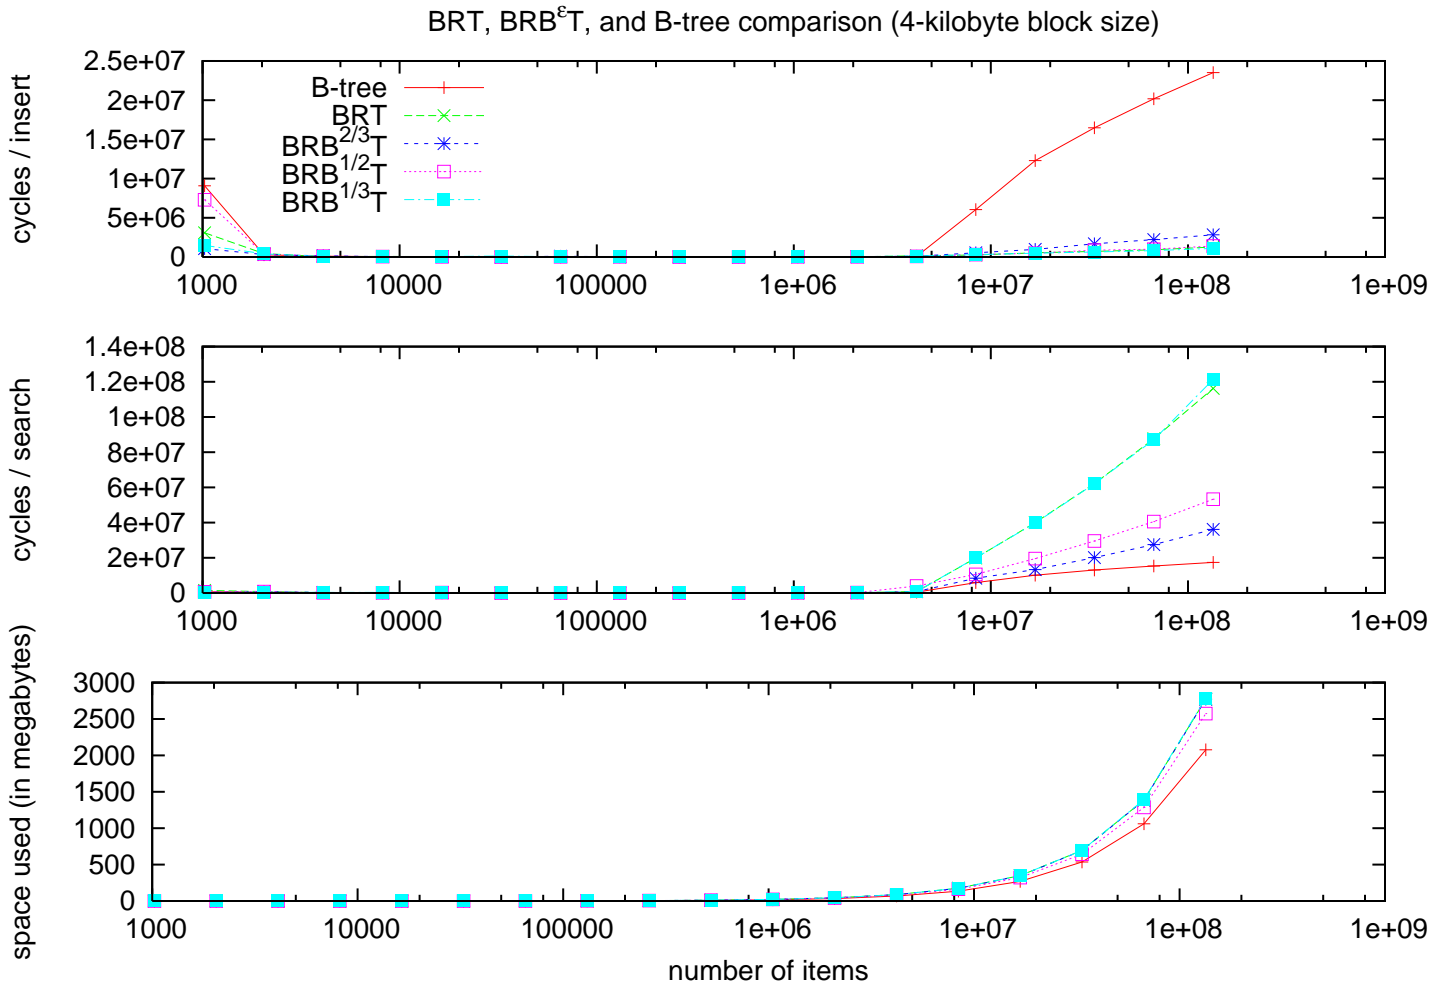 BRT, BRB^εT, and B-tree comparison (4-kilobyte block size)
cycles / insert
2.5e+07
2e+07
1.5e+07
1e+07
5e+06
0
B-tree
BRT
BRB^2/3T
BRB^1/2T
BRB^1/3T
1000 10000 100000 1e+06 1e+07 1e+08 1e+09
cycles / search
1.4e+08
1.2e+08
1e+08
8e+07
6e+07
4e+07
2e+07
0
1000 10000 100000 1e+06 1e+07 1e+08 1e+09
space used (in megabytes)
3000
2500
2000
1500
1000
500
0
1000 10000 100000 1e+06 1e+07 1e+08 1e+09
number of items